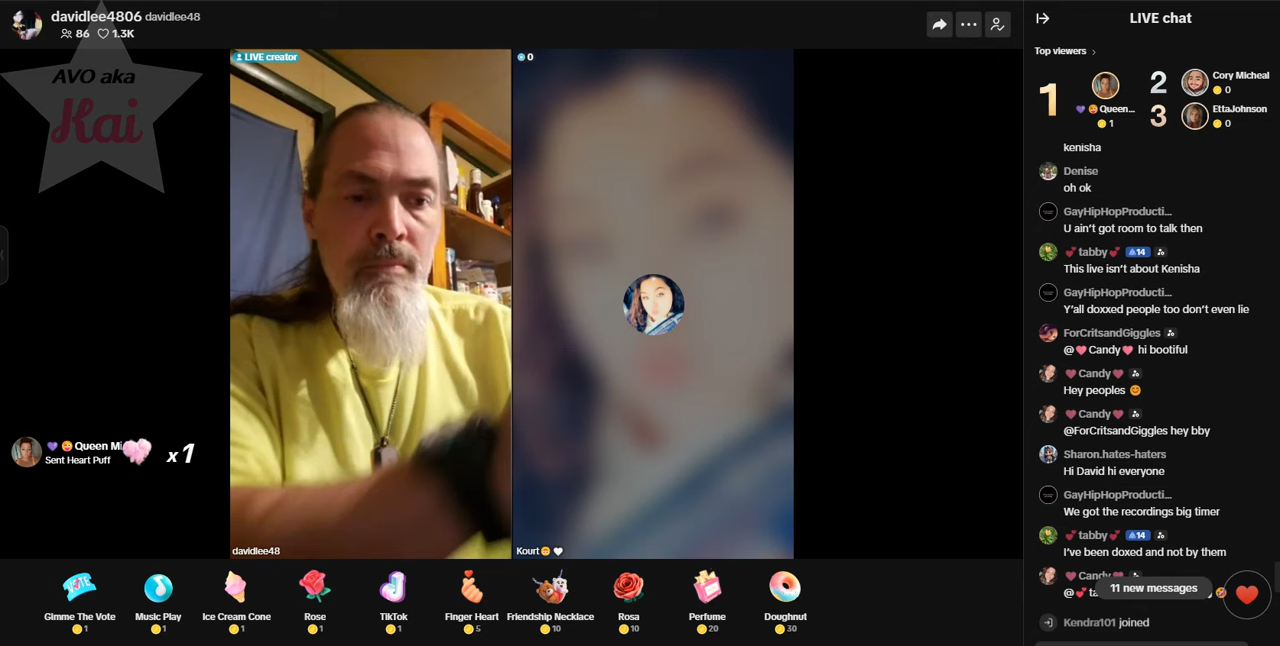 davidlee4806 davidlee48
86 1.3K
AVO aka
Kai
LIVE creator
0
Queen Mi
Sent Heart Puff
x1
davidlee48
Kourt
Gimme The Vote
1
Music Play
1
Ice Cream Cone
1
Rose
1
TikTok
1
Finger Heart
5
Friendship Necklace
10
Rosa
10
Perfume
20
Doughnut
30
LIVE chat
Top viewers
1
Queen...
1
2
Cory Micheal
0
3
EttaJohnson
0
kenisha
Denise
oh ok
GayHipHopProducti...
U ain't got room to talk then
tabby 14
This live isn't about Kenisha
GayHipHopProducti...
Y'all doxxed people too don't even lie
ForCritsandGiggles
@Candy hi bootiful
Candy
Hey peoples
Candy
@ForCritsandGiggles hey bby
Sharon.hates-haters
Hi David hi everyone
GayHipHopProducti...
We got the recordings big timer
tabby 14
I've been doxed and not by them
Candy
@ ta
11 new messages
Kendra101 joined